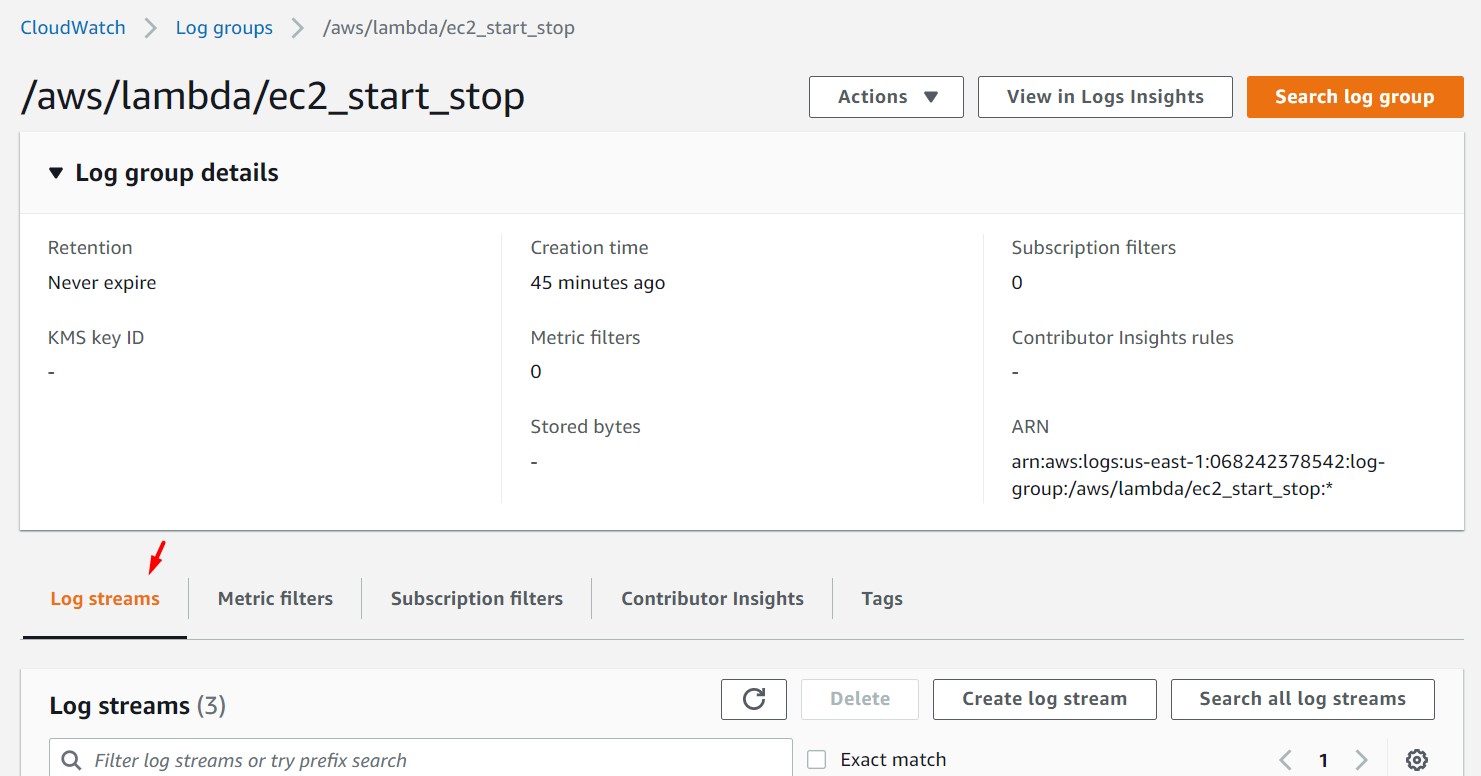 CloudWatch > Log groups > /aws/lambda/ec2_start_stop
/aws/lambda/ec2_start_stop
Actions ▼ View in Logs Insights Search log group
▼ Log group details
Retention
Never expire
KMS key ID
-
Creation time
45 minutes ago
Metric filters
0
Stored bytes
-
Subscription filters
0
Contributor Insights rules
-
ARN
arn:aws:logs:us-east-1:068242378542:log-
group:/aws/lambda/ec2_start_stop:*
Log streams Metric filters Subscription filters Contributor Insights Tags
Log streams (3) Delete Create log stream Search all log streams
Filter log streams or try prefix search Exact match < 1 >